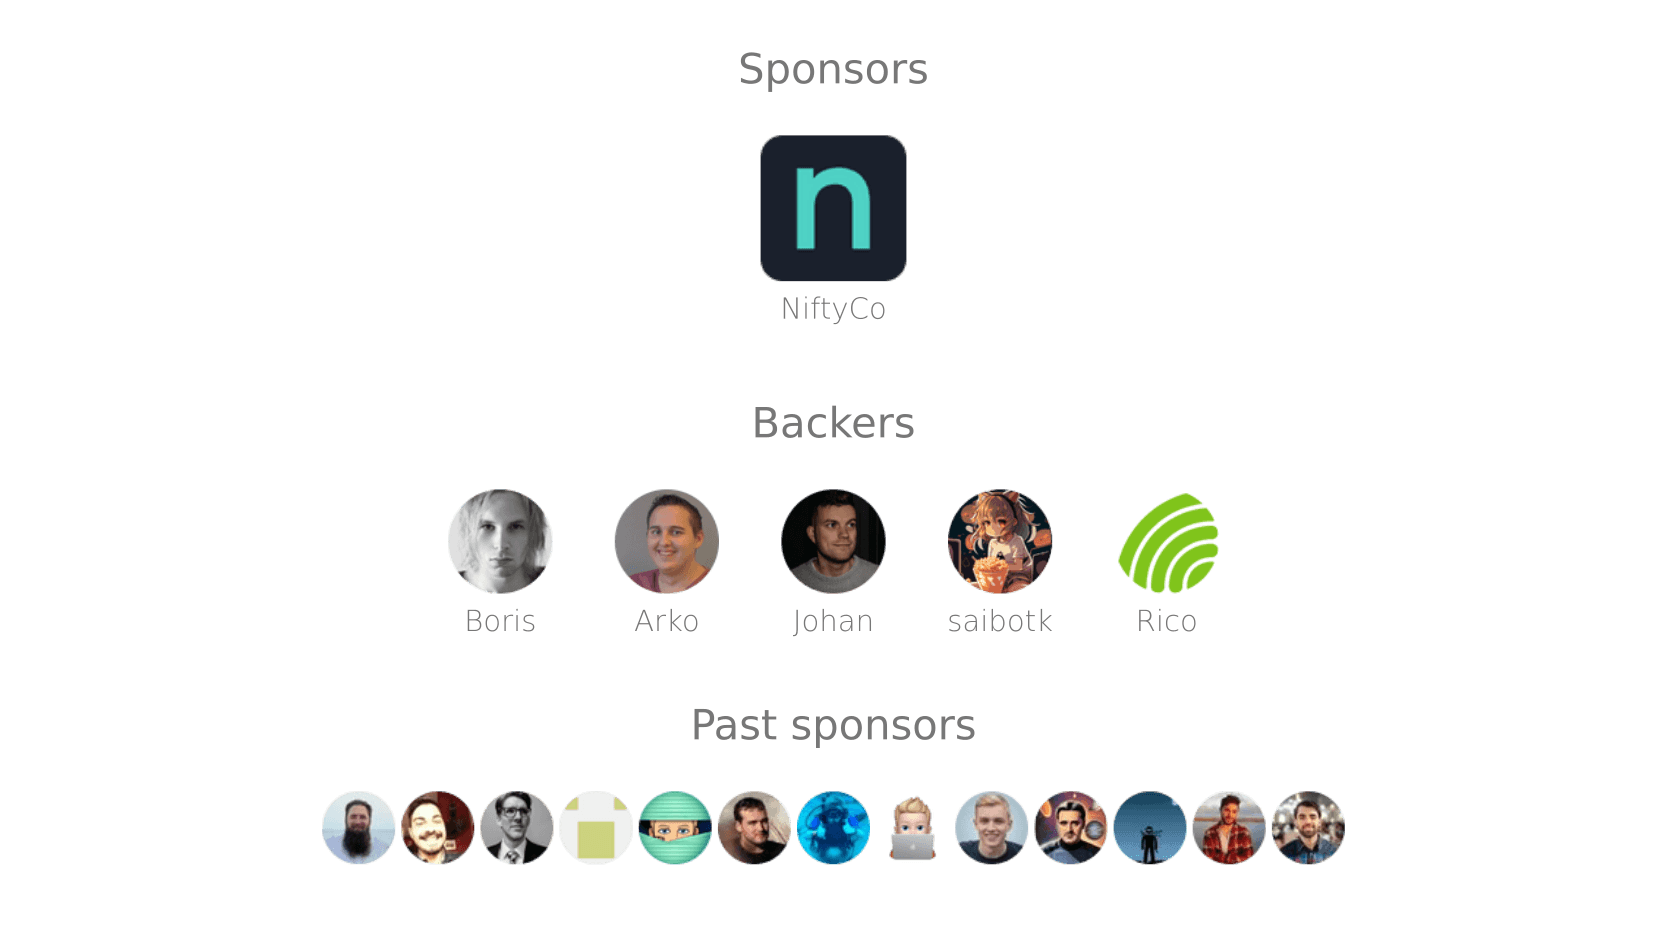 Sponsors
n
NiftyCo
Backers
Boris Arko Johan saibotk Rico
Past sponsors